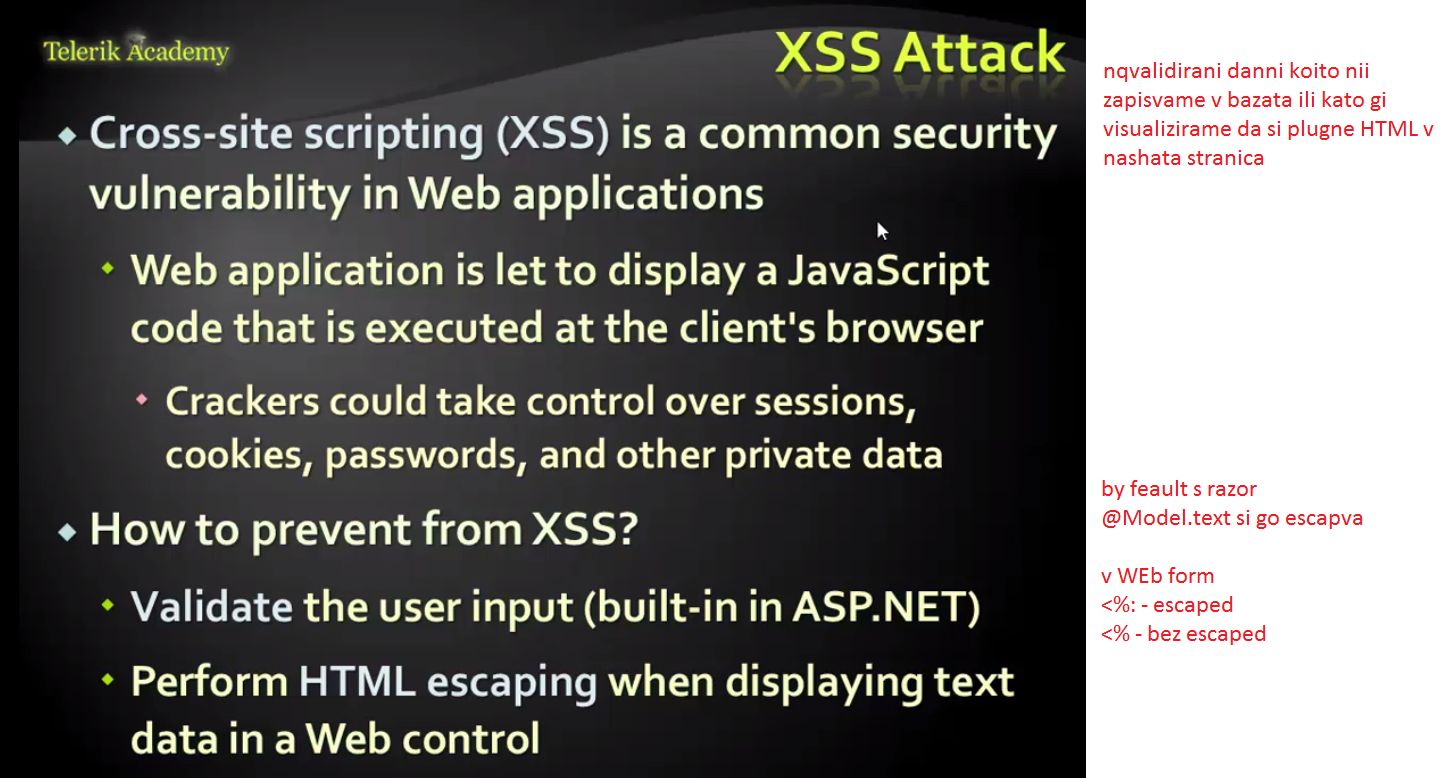 Telerik Academy
XSS Attack
Cross-site scripting (XSS) is a common security
vulnerability in Web applications
Web application is let to display a JavaScript
code that is executed at the client's browser
Crackers could take control over sessions,
cookies, passwords, and other private data
How to prevent from XSS?
Validate the user input (built-in in ASP.NET)
Perform HTML escaping when displaying text
data in a Web control
nqvalidirani danni koito nii
zapisvame v bazata ili kato gi
visualizirame da si plugne HTML v
nashata stranica
by feault s razor
@Model.text si go escapva
v WEb form
<%: - escaped
<% - bez escaped